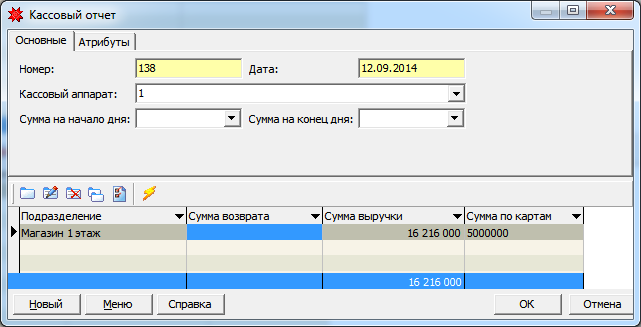 Кассовый отчет
Основные Атрибуты
Номер: 138 Дата: 12.09.2014
Кассовый аппарат: 1
Сумма на начало дня: Сумма на конец дня:
Подразделение Сумма возврата Сумма выручки Сумма по картам
Магазин 1 этаж 16 216 000 5000000
16 216 000
Новый Меню Справка ОК Отмена